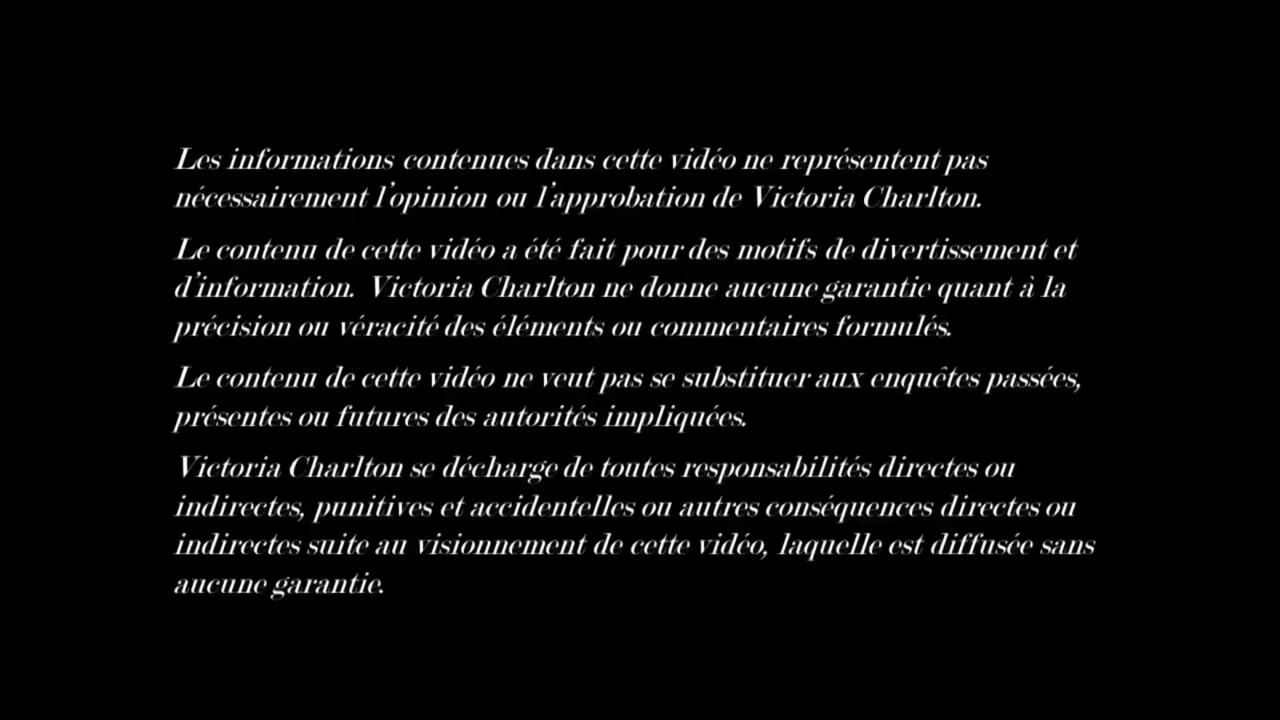 Les informations contenues dans cette vidéo ne représentent pas
nécessairement l’opinion ou l’approbation de Victoria Charlton.
Le contenu de cette vidéo a été fait pour des motifs de divertissement et
d’information. Victoria Charlton ne donne aucune garantie quant à la
précision ou véracité des éléments ou commentaires formulés.
Le contenu de cette vidéo ne veut pas se substituer aux enquêtes passées,
présentes ou futures des autorités impliquées.
Victoria Charlton se décharge de toutes responsabilités directes ou
indirectes, punitives et accidentelles ou autres conséquences directes ou
indirectes suite au visionnement de cette vidéo, laquelle est diffusée sans
aucune garantie.